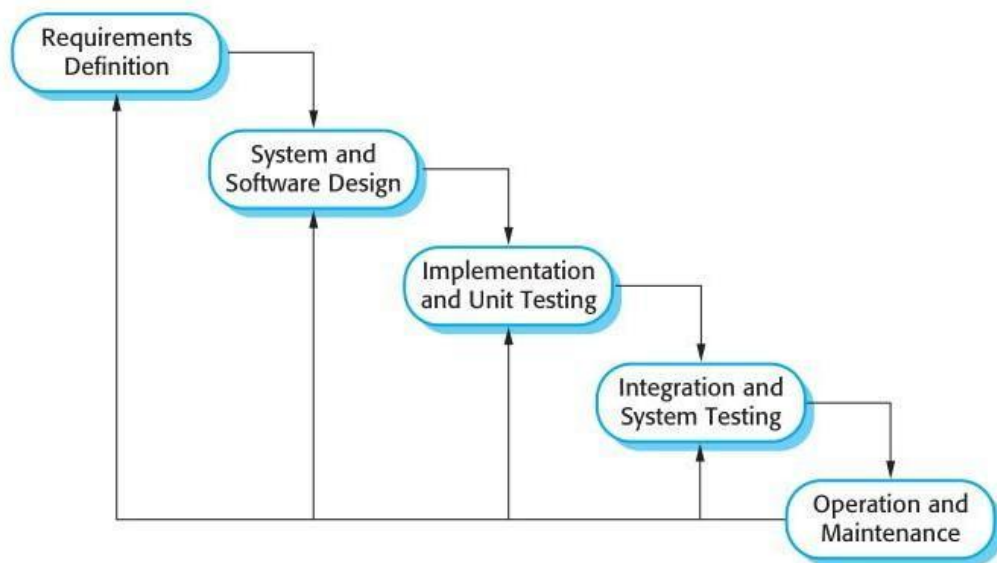 Requirements
Definition
System and
Software Design
Implementation
and Unit Testing
Integration and
System Testing
Operation and
Maintenance